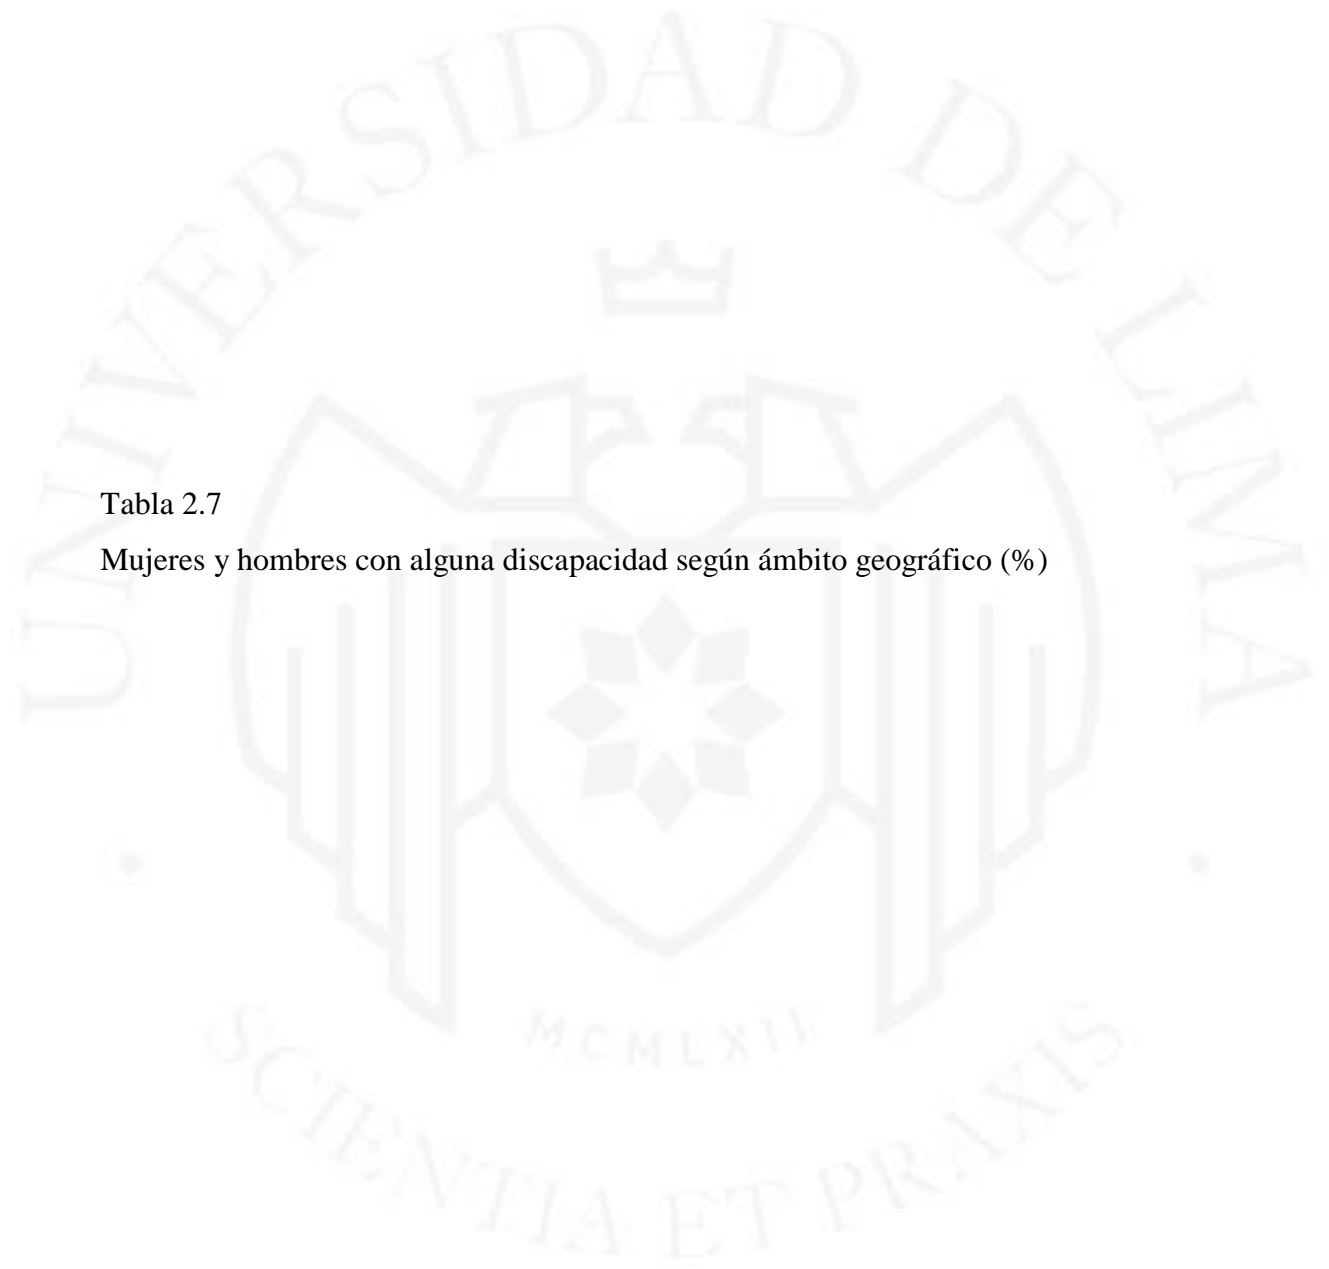 UNIVERSIDAD DE LIMA
Tabla 2.7
Mujeres y hombres con alguna discapacidad según ámbito geográfico (%)
MCMLXII
SCIENTIA ET PRAXIS